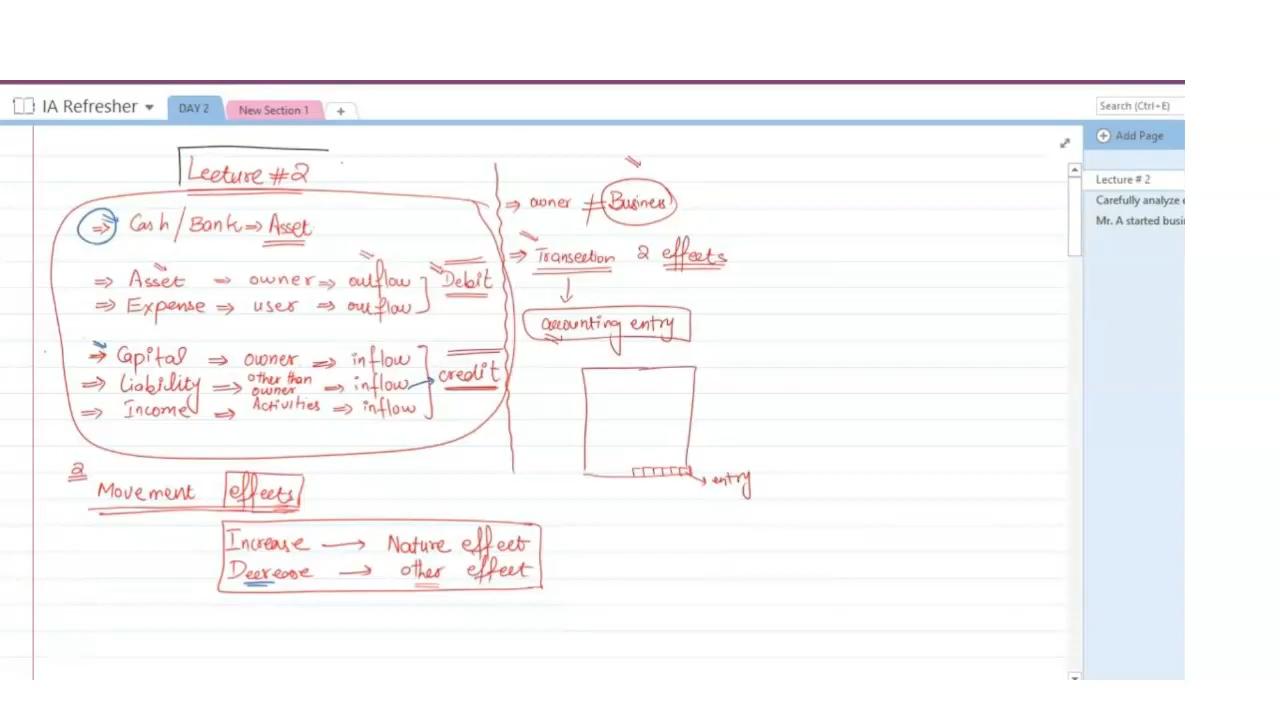 IA Refresher
DAY 2
New Section 1
+
Search (Ctrl+E)
Add Page
Lecture # 2
Carefully analyze
Mr. A started busi
Lecture #2
⇒ Cash / Bank ⇒ Asset
⇒ Asset → owner ⇒ outflow
⇒ Expense ⇒ user ⇒ outflow
Debit
→ Capital ⇒ owner ⇒ inflow
⇒ Liability ⇒ other than owner ⇒ inflow
⇒ Income ⇒ Activities ⇒ inflow
credit
2
Movement effects
Increase → Nature effect
Decrease → other effect
⇒ owner ≠ Business
⇒ Transection 2 effects
accounting entry
→ entry